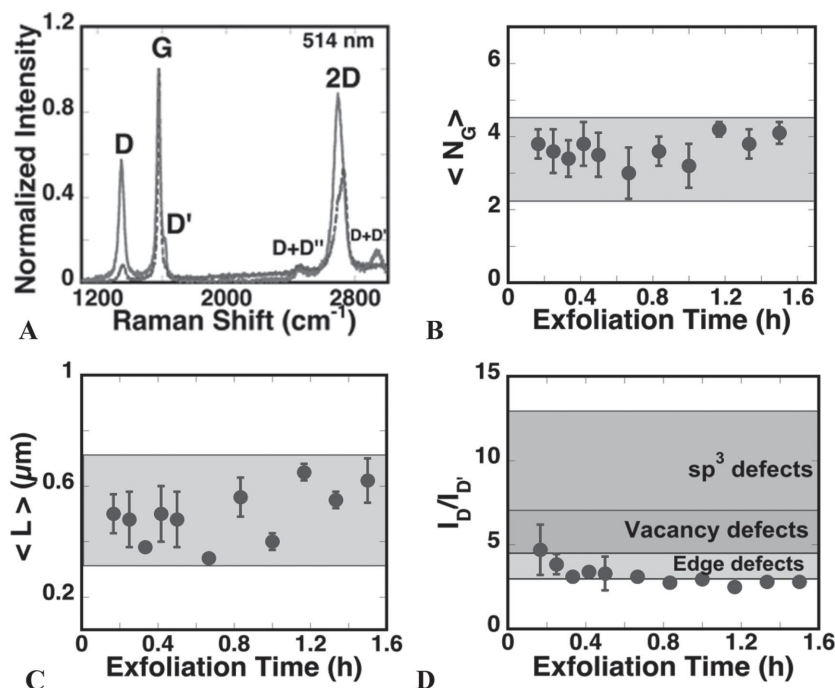 1.2
514 nm
G
2D
D
0.8
0.4
D'
D+D''
D+D'
0
1200
2000
2800
Normalized Intensity
Raman Shift (cm-1)
A
6
4
2
0
0
0.4
0.8
1.2
1.6
< NG >
Exfoliation Time (h)
B
1
0.6
0.2
0
0.4
0.8
1.2
1.6
< L > (μm)
Exfoliation Time (h)
C
15
10
5
0
sp3 defects
Vacancy defects
Edge defects
0
0.4
0.8
1.2
1.6
ID/ID'
Exfoliation Time (h)
D